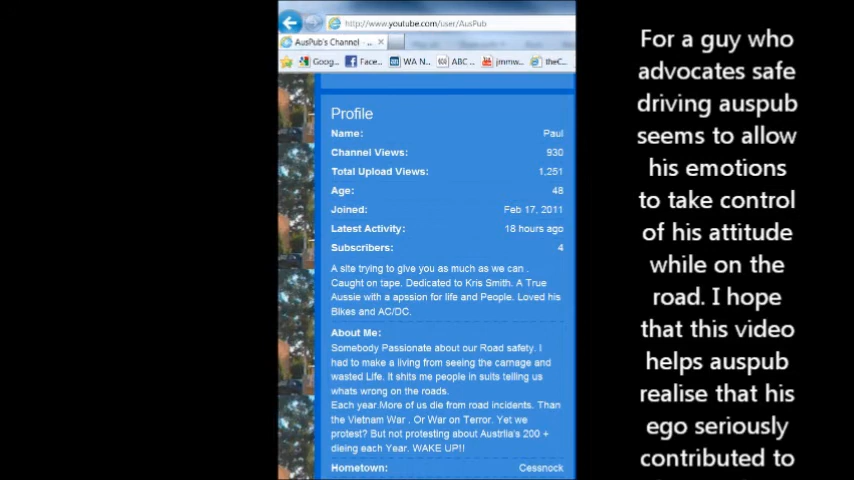 http://www.youtube.com/user/AusPub
AusPub's Channel - ...
Goog... Face... WA N... ABC ... jmmw... theC...
Profile
Name: Paul
Channel Views: 930
Total Upload Views: 1,251
Age: 48
Joined: Feb 17, 2011
Latest Activity: 18 hours ago
Subscribers: 4
A site trying to give you as much as we can .
Caught on tape. Dedicated to Kris Smith. A True
Aussie with a apssion for life and People. Loved his
Bikes and AC/DC.
About Me:
Somebody Passionate about our Road safety. I
had to make a living from seeing the carnage and
wasted Life. It shits me people in suits telling us
whats wrong on the roads.
Each year.More of us die from road incidents. Than
the Vietnam War . Or War on Terror. Yet we
protest? But not protesting about Austrlia's 200 +
dieing each Year. WAKE UP!!
Hometown: Cessnock
For a guy who
advocates safe
driving auspub
seems to allow
his emotions
to take control
of his attitude
while on the
road. I hope
that this video
helps auspub
realise that his
ego seriously
contributed to